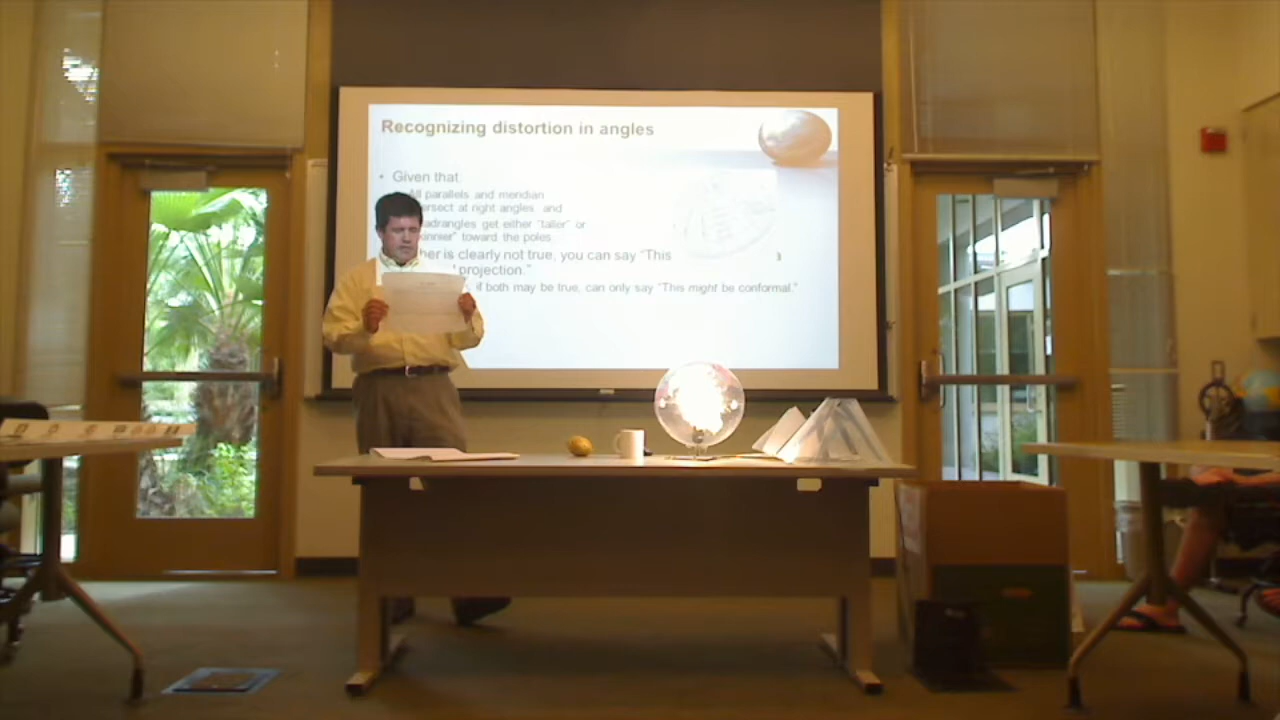 Recognizing distortion in angles
• Given that
All parallels and meridian
ersect at right angles and
adrangles get either "taller" or
onnier" toward the poles
her is clearly not true, you can say "This
projection."
if both may be true, can only say "This might be conformal."